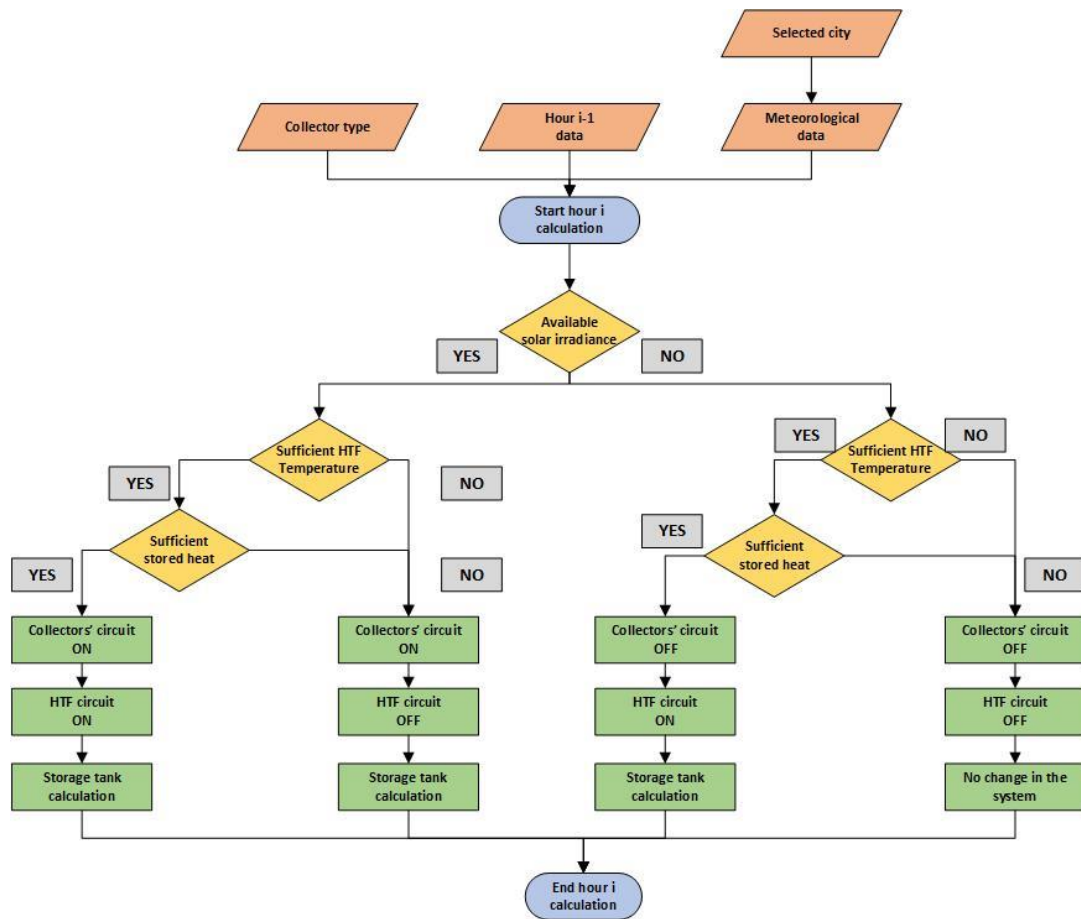 Selected city
Collector type
Hour i-1
data
Meteorological
data
Start hour i
calculation
Available
solar irradiance
YES
NO
Sufficient HTF
Temperature
YES
NO
Sufficient HTF
Temperature
YES
NO
Sufficient
stored heat
YES
NO
Sufficient
stored heat
YES
NO
Collectors’ circuit
ON
Collectors’ circuit
ON
Collectors’ circuit
OFF
Collectors’ circuit
OFF
HTF circuit
ON
HTF circuit
OFF
HTF circuit
ON
HTF circuit
OFF
Storage tank
calculation
Storage tank
calculation
Storage tank
calculation
No change in the
system
End hour i
calculation